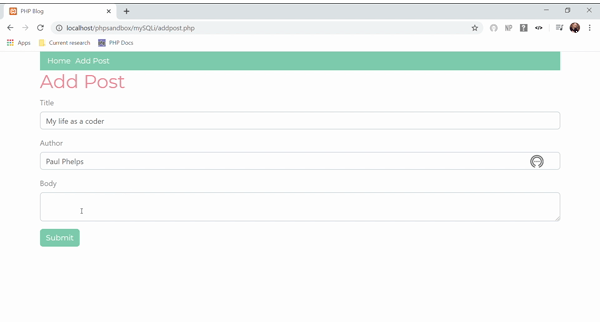 PHP Blog
localhost/phpsandbox/mySQLi/addpost.php
Apps Current research PHP Docs
Home Add Post
Add Post
Title
My life as a coder
Author
Paul Phelps
Body
Submit